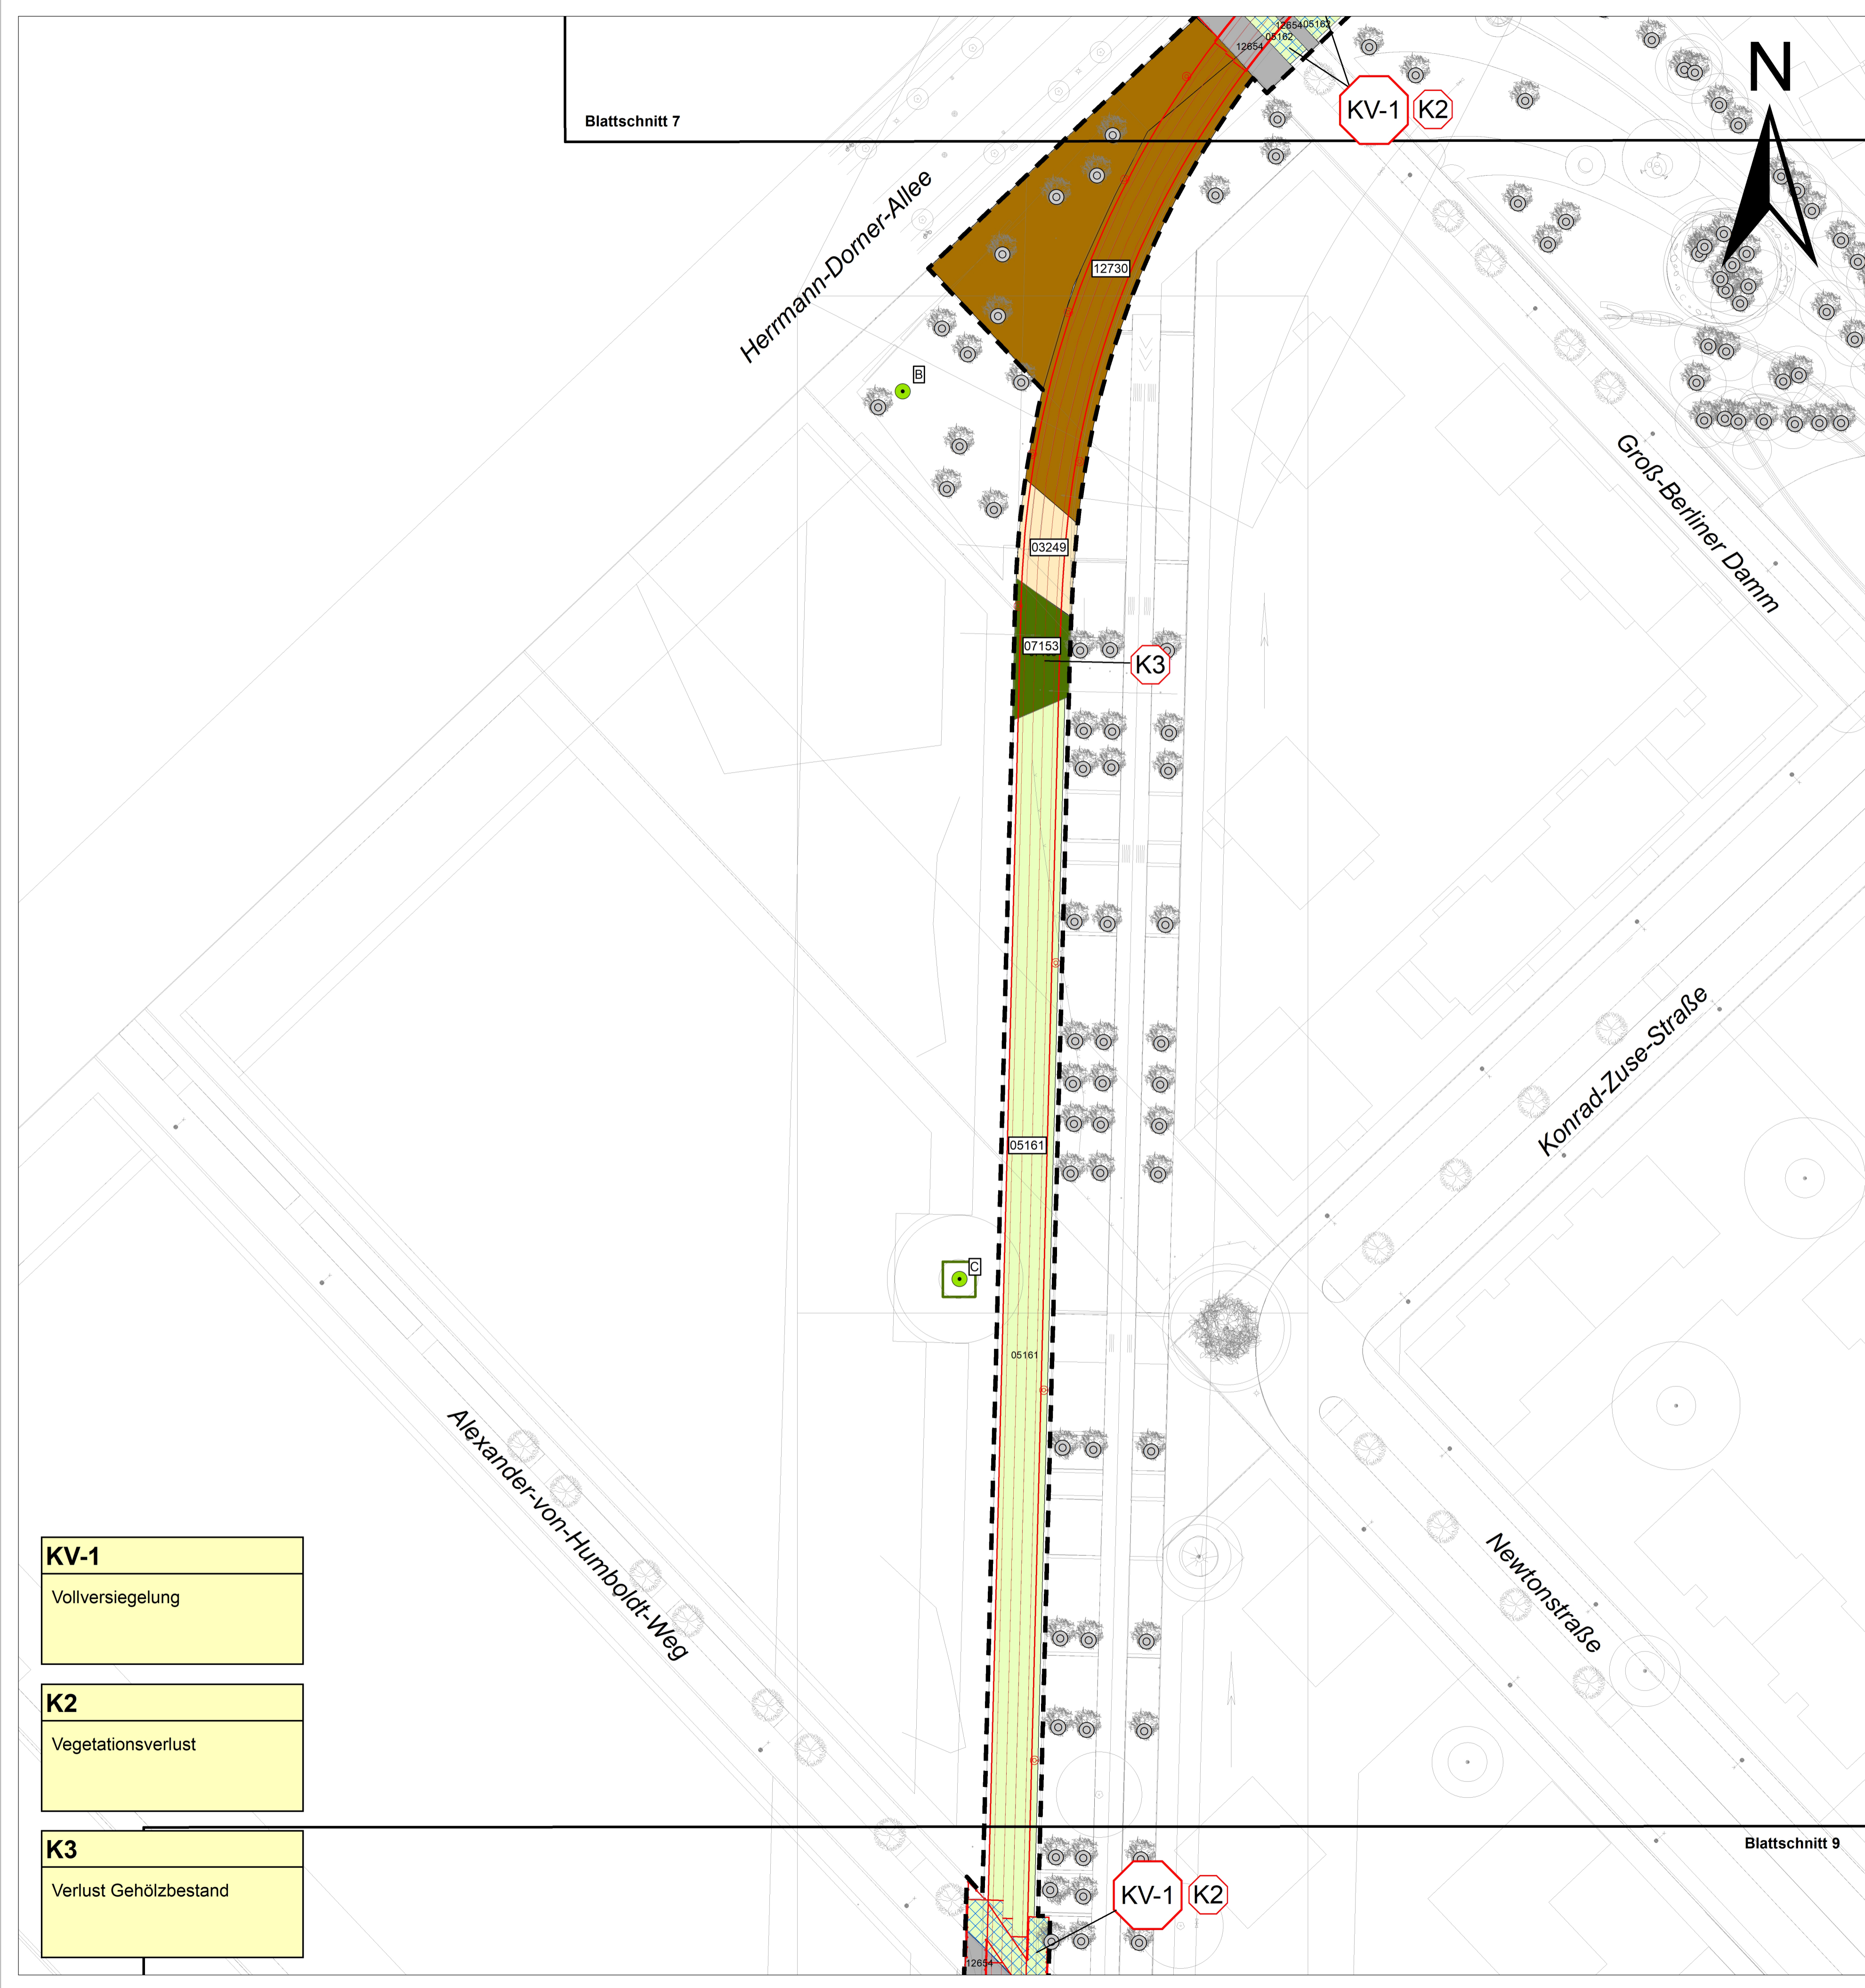 12654 05162
05162
12654
N
KV-1 K2
Blattschnitt 7
Herrmann-Dorner-Allee
12730
B
Groß-Berliner Damm
03249
07153
K3
Konrad-Zuse-Straße
05161
C
05161
Alexander-von-Humboldt-Weg
Newtonstraße
KV-1
Vollversiegelung
K2
Vegetationsverlust
K3
Verlust Gehölzbestand
Blattschnitt 9
KV-1 K2
12654